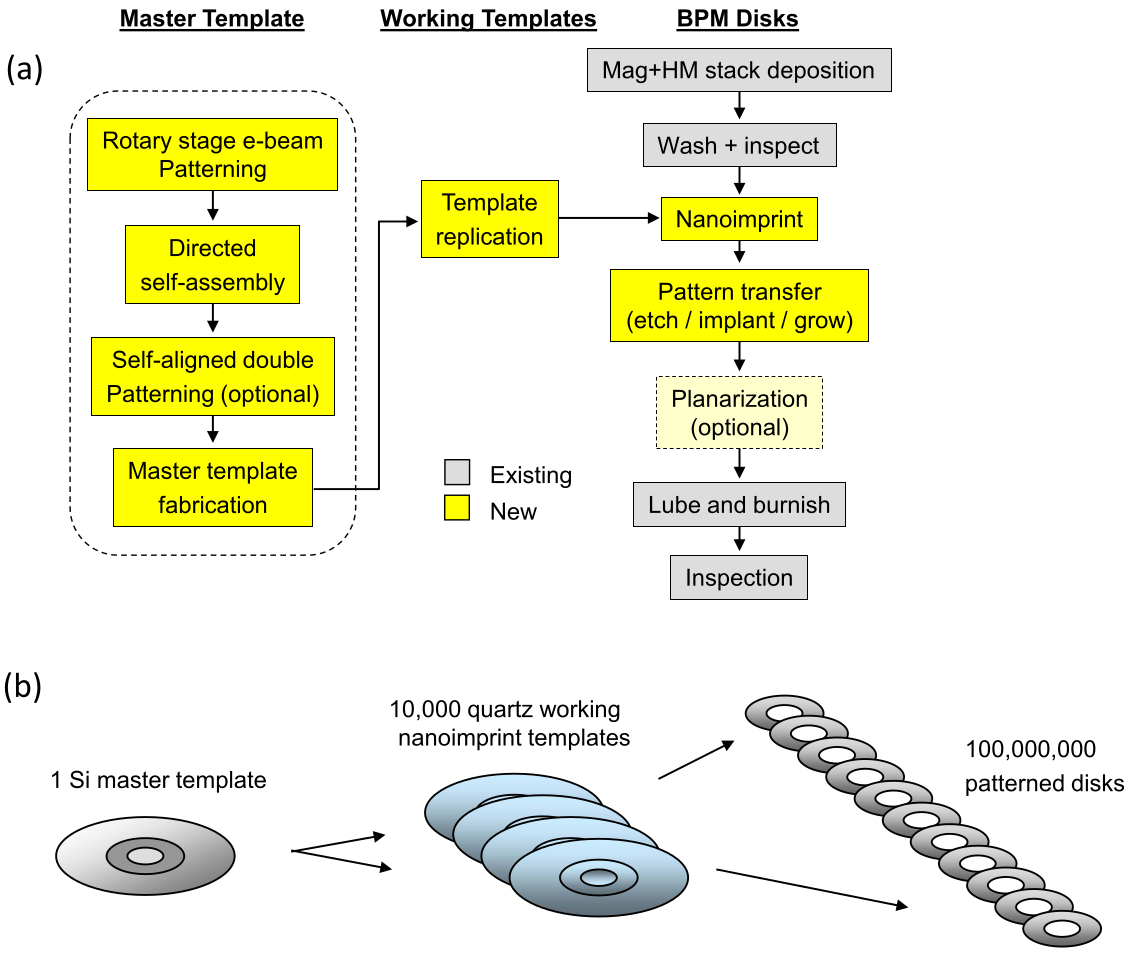 Master Template
Working Templates
BPM Disks
(a)
Rotary stage e-beam
Patterning
Directed
self-assembly
Self-aligned double
Patterning (optional)
Master template
fabrication
Template
replication
Existing
New
Mag+HM stack deposition
Wash + inspect
Nanoimprint
Pattern transfer
(etch / implant / grow)
Planarization
(optional)
Lube and burnish
Inspection
(b)
1 Si master template
10,000 quartz working
nanoimprint templates
100,000,000
patterned disks